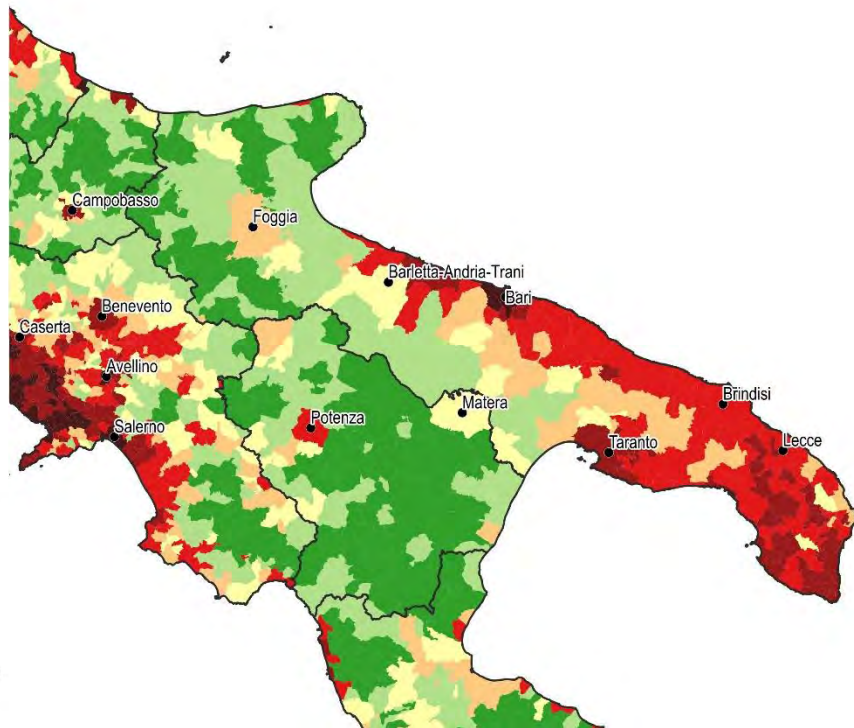 Campobasso
Foggia
Barletta-Andria-Trani
Bari
Benevento
Caserta
Avellino
Brindisi
Matera
Potenza
Salerno
Lecce
Taranto